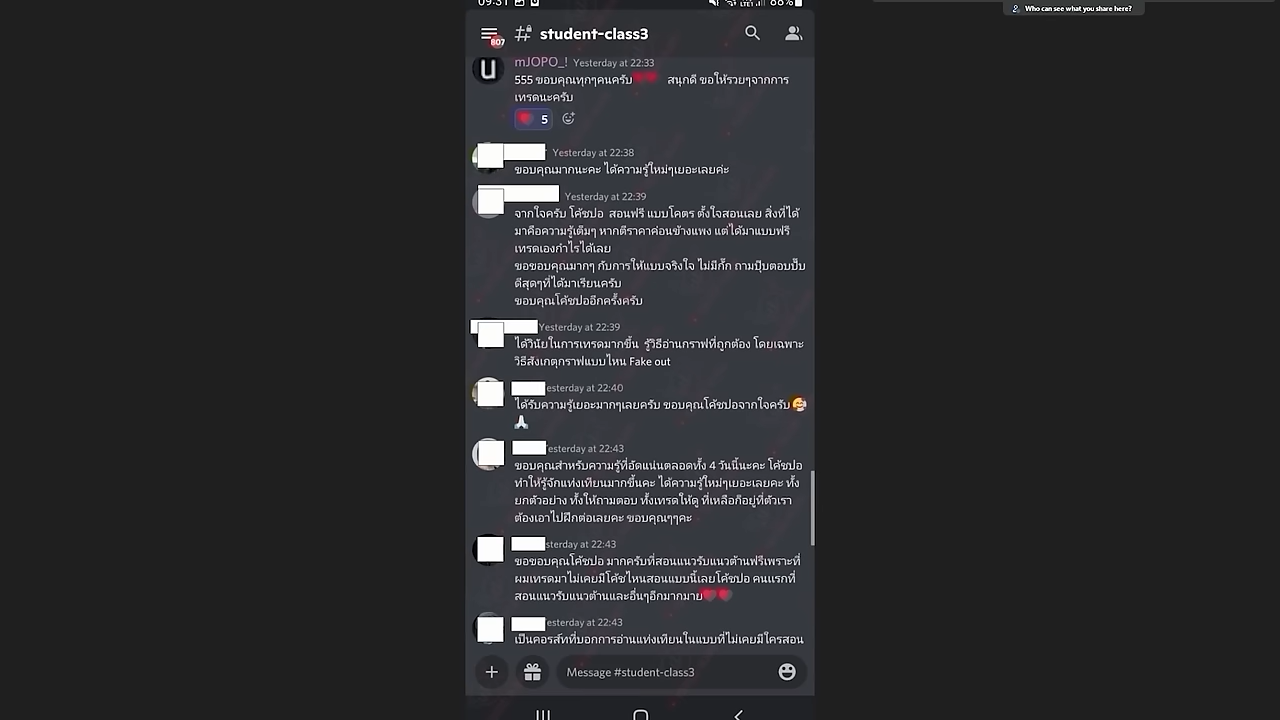 09:31
88%
Who can see what you share here?
807
student-class3
mJOPO_! Yesterday at 22:33
555 ขอบคุณทุกๆคนครับ❤️❤️ สนุกดี ขอให้รวยๆจากการ
เทรดนะครับ
❤️ 5
Yesterday at 22:38
ขอบคุณมากนะคะ ได้ความรู้ใหม่ๆเยอะเลยค่ะ
Yesterday at 22:39
จากใจครับ โค้ชปอ สอนฟรี แบบโคตร ตั้งใจสอนเลย สิ่งที่ได้
มาคือความรู้เต็มๆ หากตีราคาค่อนข้างแพง แต่ได้มาแบบฟรี
เทรดเองกำไรได้เลย
ขอขอบคุณมากๆ กับการให้แบบจริงใจ ไม่มีกั๊ก ถามปุ๊บตอบปั๊บ
ดีสุดๆที่ได้มาเรียนครับ
ขอบคุณโค้ชปออีกครั้งครับ
Yesterday at 22:39
ได้วินัยในการเทรดมากขึ้น รู้วิธีอ่านกราฟที่ถูกต้อง โดยเฉพาะ
วิธีสังเกตุกราฟแบบไหน Fake out
esterday at 22:40
ได้รับความรู้เยอะมากๆเลยครับ ขอบคุณโค้ชปอจากใจครับ🥰
🙏
esterday at 22:43
ขอบคุณสำหรับความรู้ที่อัดแน่นตลอดทั้ง 4 วันนี้นะคะ โค้ชปอ
ทำให้รู้จักแท่งเทียนมากขึ้นคะ ได้ความรู้ใหม่ๆเยอะเลยคะ ทั้ง
ยกตัวอย่าง ทั้งให้ถามตอบ ทั้งเทรดให้ดู ที่เหลือก็อยู่ที่ตัวเรา
ต้องเอาไปฝึกต่อเลยคะ ขอบคุณๆๆคะ
sterday at 22:43
ขอขอบคุณโค้ชปอ มากครับที่สอนแนวรับแนวต้านฟรีเพราะที่
ผมเทรดมาไม่เคยมีโค้ชไหนสอนแบบนี้เลยโค้ชปอ คนแรกที่
สอนแนวรับแนวต้านและอื่นๆอีกมากมาย❤️❤️
esterday at 22:43
เป็นคอรส์ทที่บอกการอ่านแท่งเทียนในแบบที่ไม่เคยมีใครสอน
Message #student-class3